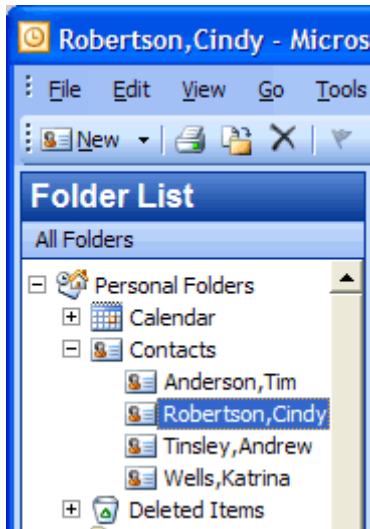 Robertson,Cindy - Micros
File Edit View Go Tools
New
Folder List
All Folders
Personal Folders
Calendar
Contacts
Anderson,Tim
Robertson,Cindy
Tinsley,Andrew
Wells,Katrina
Deleted Items